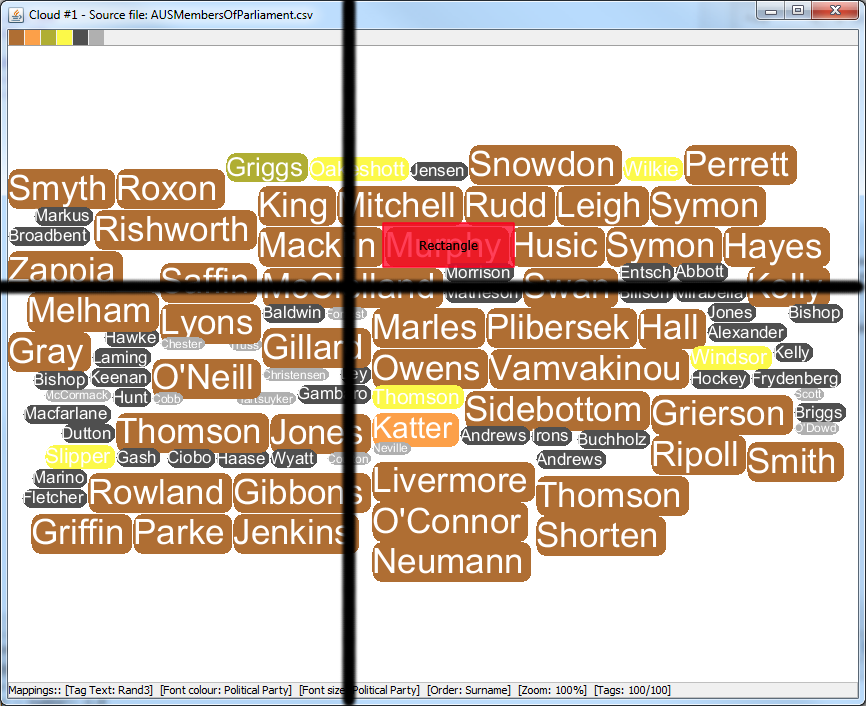 Cloud #1 - Source file: AUSMembersOfParliament.csv
Griggs Oakeshott Jensen Snowdon Wilkie Perrett
Smyth Roxon
King Mitchell Rudd Leigh Symon
Markus
Broadbent Rishworth
Mackin Murphy Rectangle Husic Symon Hayes
Zappia Saffin McClelland Morrison Swan Entsch Abbott Kelly
Matheson Billson Mirabella
Melham Lyons Baldwin Forrest Marles Plibersek Hall Jones Bishop
Alexander
Hawke Chester Truss
Gray Laming Gillard Owens Vamvakinou Windsor Kelly
Bishop Keenan O'Neill Christensen Ley Hockey Frydenberg
McCormack Hunt Cobb Tartsuyker Gambaro Thomson Scott
Macfarlane Sidebottom Grierson Briggs
Dutton Thomson Jones Katter Andrews Irons Buchholz O'Dowd
Slipper Gash Ciobo Haase Wyatt Neville Andrews Ripoll Smith
Marino
Fletcher Rowland Gibbons Livermore Thomson
Griffin Parke Jenkins O'Connor Shorten
Neumann
Mappings:: [Tag Text: Rand3] [Font colour: Political Party] [Font size: Political Party] [Order: Surname] [Zoom: 100%] [Tags: 100/100]